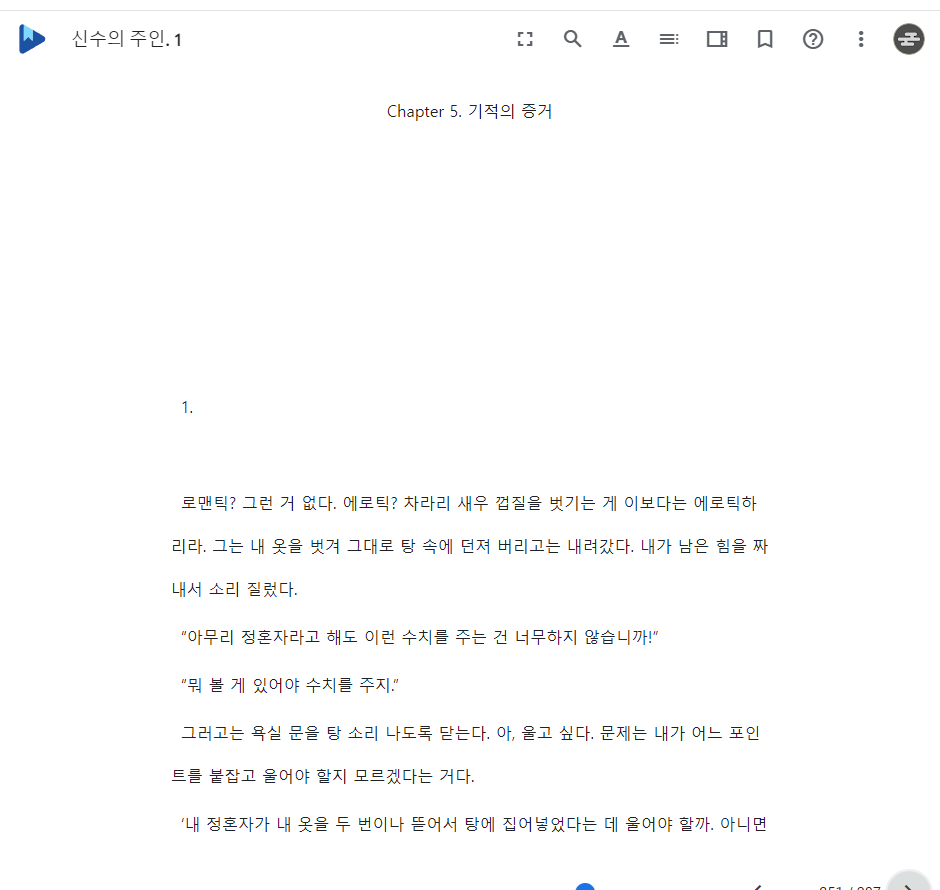 신수의 주인. 1
Chapter 5. 기적의 증거
1.
로맨틱? 그런 거 없다. 에로틱? 차라리 새우 껍질을 벗기는 게 이보다는 에로틱하
리라. 그는 내 옷을 벗겨 그대로 탕 속에 던져 버리고는 내려갔다. 내가 남은 힘을 짜
내서 소리 질렀다.
“아무리 정혼자라고 해도 이런 수치를 주는 건 너무하지 않습니까!”
“뭐 볼 게 있어야 수치를 주지.”
그러고는 욕실 문을 탕 소리 나도록 닫는다. 아, 울고 싶다. 문제는 내가 어느 포인
트를 붙잡고 울어야 할지 모르겠다는 거다.
‘내 정혼자가 내 옷을 두 번이나 뜯어서 탕에 집어넣었다는 데 울어야 할까. 아니면